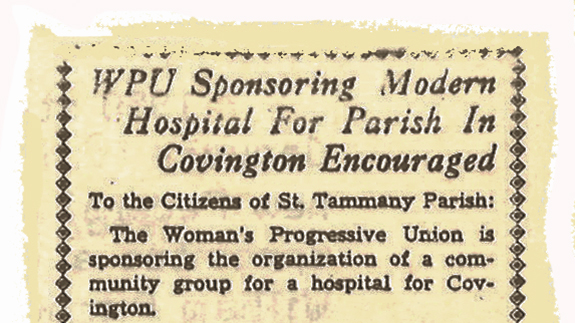 WPU Sponsoring Modern
Hospital For Parish In
Covington Encouraged
To the Citizens of St. Tammany Parish:
The Woman's Progressive Union is
sponsoring the organization of a com-
munity group for a hospital for Cov-
ington.